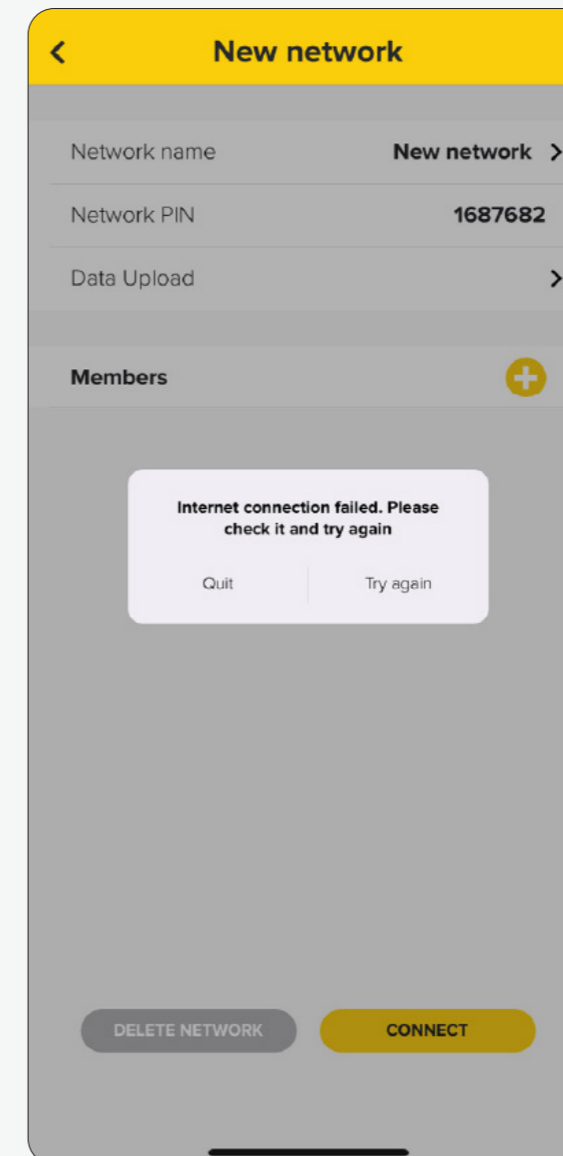 New network
Network name New network
Network PIN 1687682
Data Upload
Members
Internet connection failed. Please
check it and try again
Quit Try again
DELETE NETWORK CONNECT